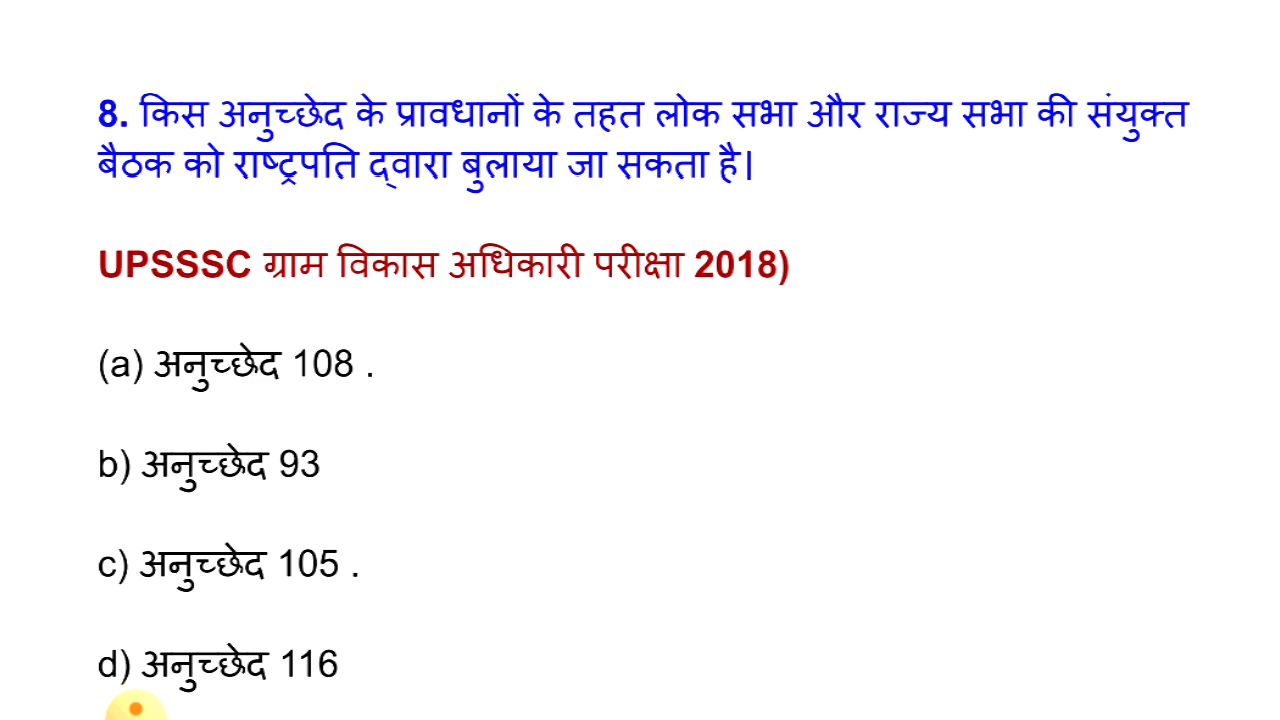 8. किस अनुच्छेद के प्रावधानों के तहत लोक सभा और राज्य सभा की संयुक्त
बैठक को राष्ट्रपति द्वारा बुलाया जा सकता है।
UPSSSC ग्राम विकास अधिकारी परीक्षा 2018)
(a) अनुच्छेद 108 .
b) अनुच्छेद 93
c) अनुच्छेद 105 .
d) अनुच्छेद 116